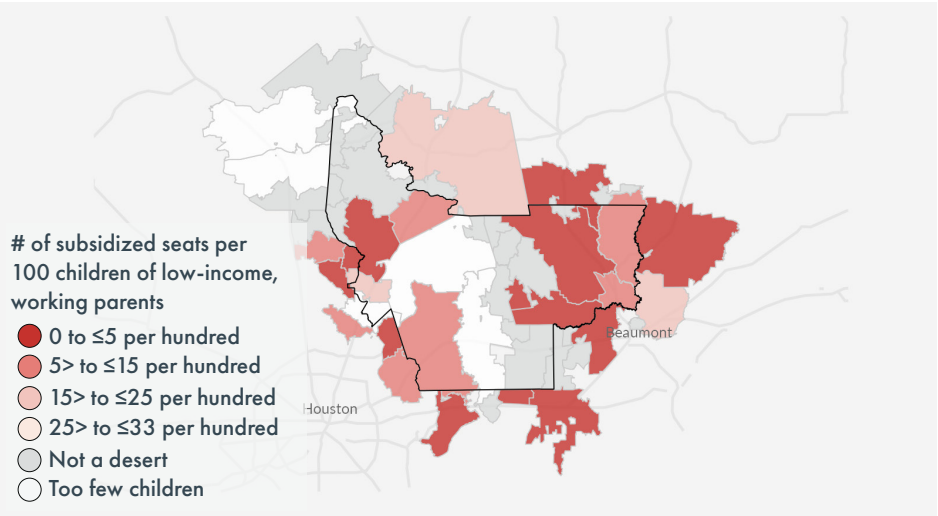 # of subsidized seats per
100 children of low-income,
working parents
0 to ≤5 per hundred
5> to ≤15 per hundred
15> to ≤25 per hundred
25> to ≤33 per hundred
Not a desert
Too few children
Beaumont
Houston